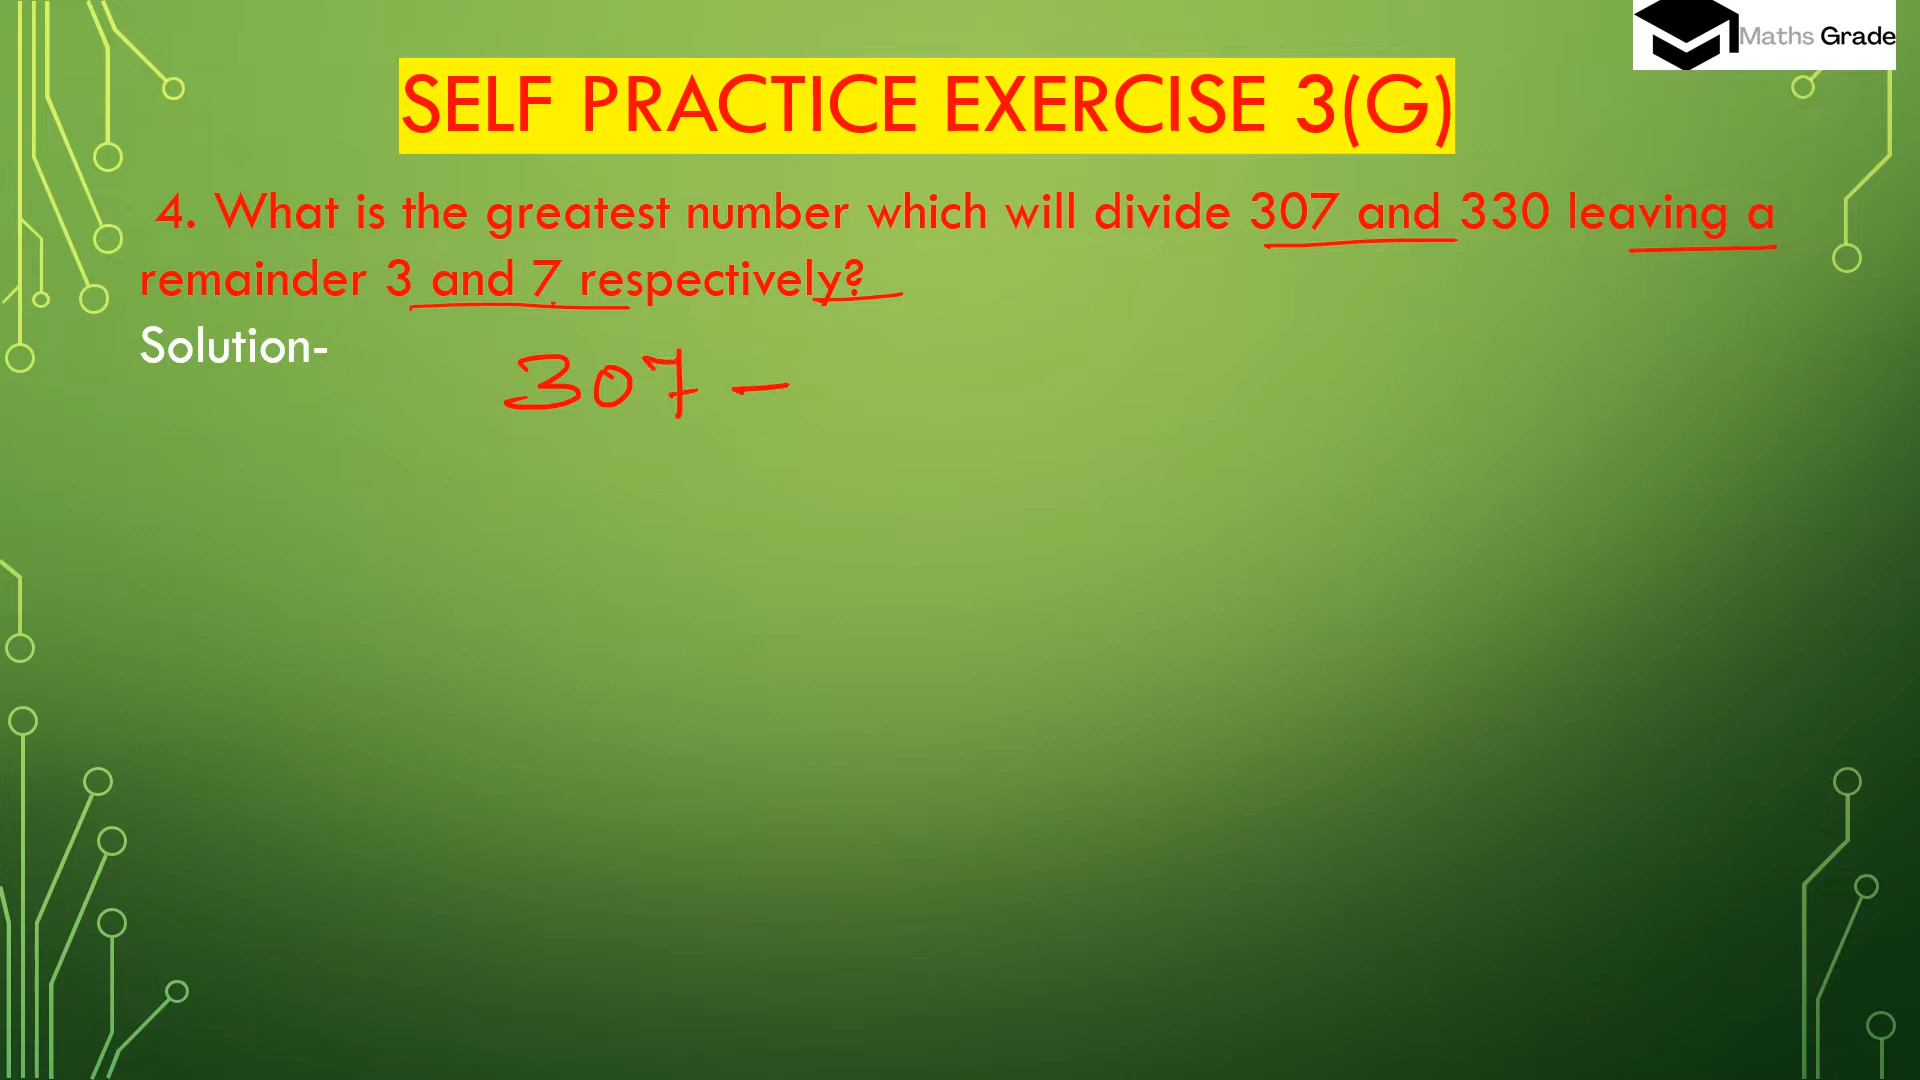 Maths Grade
SELF PRACTICE EXERCISE 3(G)
4. What is the greatest number which will divide 307 and 330 leaving a
remainder 3 and 7 respectively?
Solution-
307 –